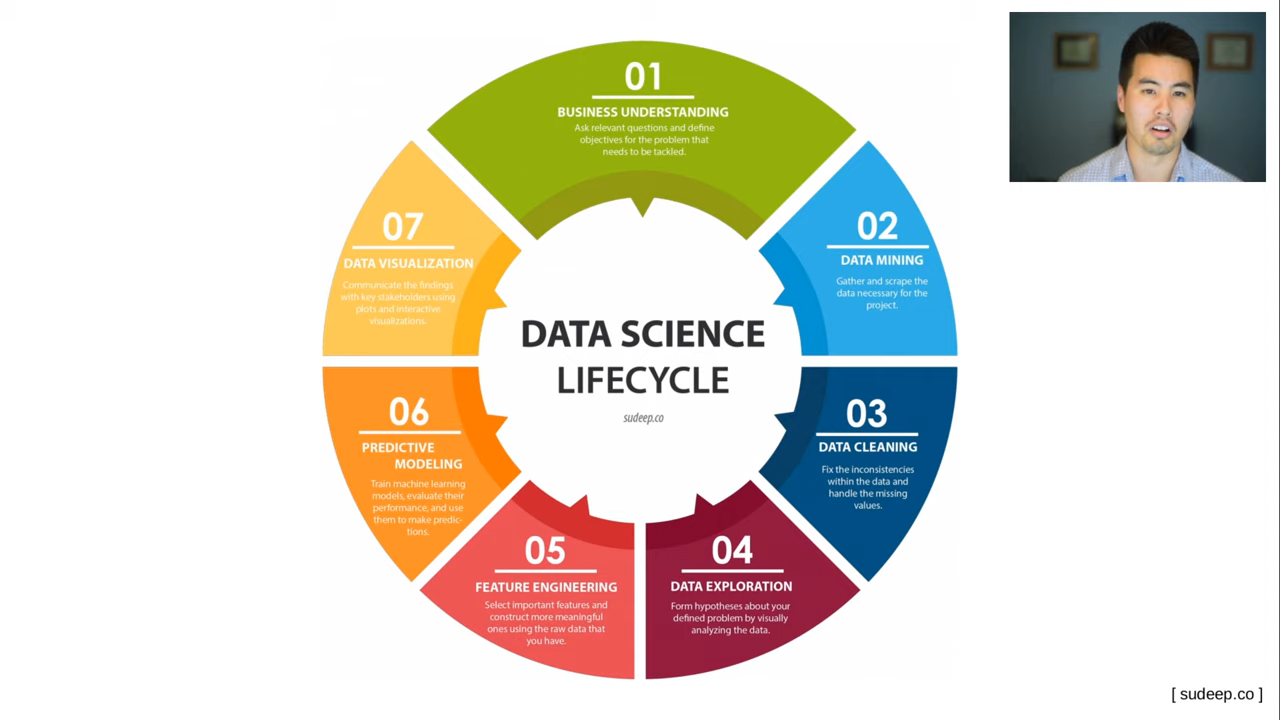 01
BUSINESS UNDERSTANDING
Ask relevant questions and define
objectives for the problem that
needs to be tackled.
02
DATA MINING
Gather and scrape the
data necessary for the
project.
03
DATA CLEANING
Fix the inconsistencies
within the data and
handle the missing
values.
04
DATA EXPLORATION
Form hypotheses about your
defined problem by visually
analyzing the data.
05
FEATURE ENGINEERING
Select important features and
construct more meaningful
ones using the raw data that
you have.
06
PREDICTIVE
MODELING
Train machine learning
models, evaluate their
performance, and use
them to make predic-
tions.
07
DATA VISUALIZATION
Communicate the findings
with key stakeholders using
plots and interactive
visualizations.
DATA SCIENCE
LIFECYCLE
sudeep.co
[ sudeep.co ]